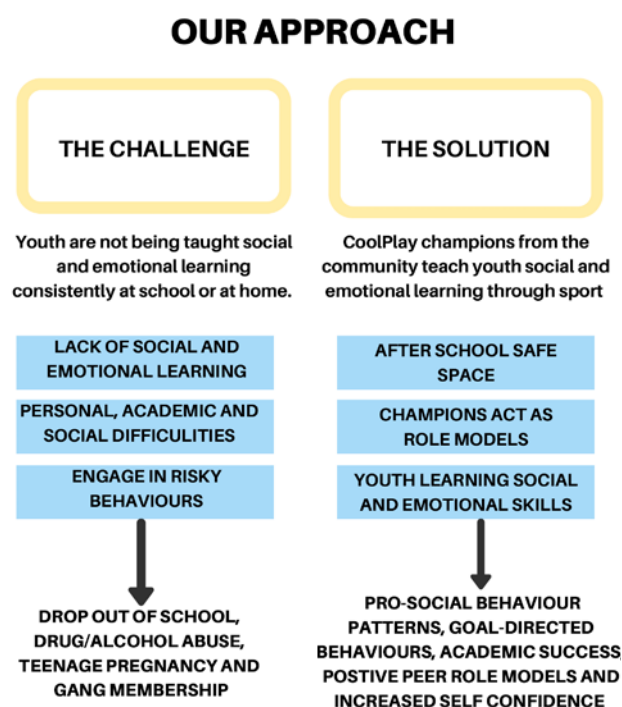 OUR APPROACH
THE CHALLENGE
Youth are not being taught social
and emotional learning
consistently at school or at home.
LACK OF SOCIAL AND
EMOTIONAL LEARNING
PERSONAL, ACADEMIC AND
SOCIAL DIFFICULITIES
ENGAGE IN RISKY
BEHAVIOURS
DROP OUT OF SCHOOL,
DRUG/ALCOHOL ABUSE,
TEENAGE PREGNANCY AND
GANG MEMBERSHIP
THE SOLUTION
CoolPlay champions from the
community teach youth social and
emotional learning through sport
AFTER SCHOOL SAFE
SPACE
CHAMPIONS ACT AS
ROLE MODELS
YOUTH LEARNING SOCIAL
AND EMOTIONAL SKILLS
PRO-SOCIAL BEHAVIOUR
PATTERNS, GOAL-DIRECTED
BEHAVIOURS, ACADEMIC SUCCESS,
POSTIVE PEER ROLE MODELS AND
INCREASED SELF CONFIDENCE